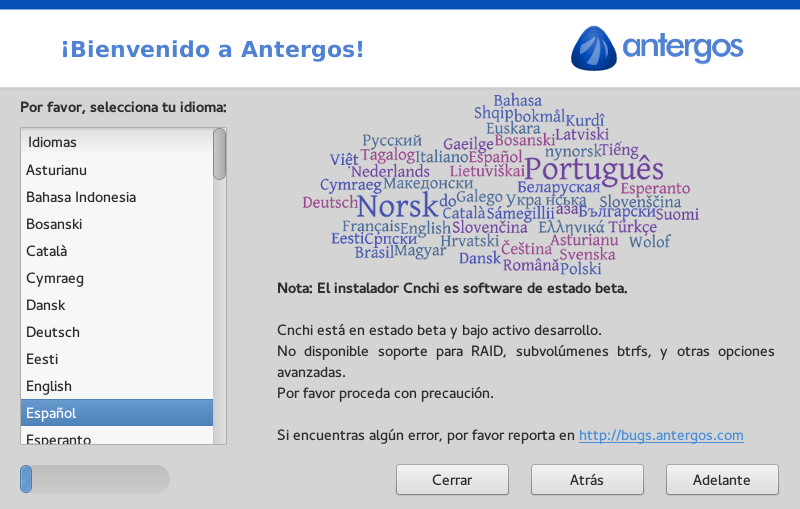 ¡Bienvenido a Antergos!
antergos
Por favor, selecciona tu idioma:
Idiomas
Asturianu
Bahasa Indonesia
Bosanski
Català
Cymraeg
Dansk
Deutsch
Eesti
English
Español
Esperanto
Bahasa
Shqip bokmål Kurdî
Euskara Latviski
Русский Gaeilge Bosanski
Việt Tagalog Italiano Español nynorsk Tiếng
Nederlands Lietuviškai Português
Cymraeg Македонски Беларуская Esperanto
Deutsch Norsk do Galego Укра нська Slovenščina
Català Sámegillii аза Български Suomi
Français English Slovenčina Ελληνικά Türkçe
Eesti Српски Hrvatski Asturianu Wolof
Brasil Magyar Čeština Svenska
Dansk Română Polski
Nota: El instalador Cnchi es software de estado beta.
Cnchi está en estado beta y bajo activo desarrollo.
No disponible soporte para RAID, subvolúmenes btrfs, y otras opciones
avanzadas.
Por favor proceda con precaución.
Si encuentras algún error, por favor reporta en http://bugs.antergos.com
Cerrar
Atrás
Adelante